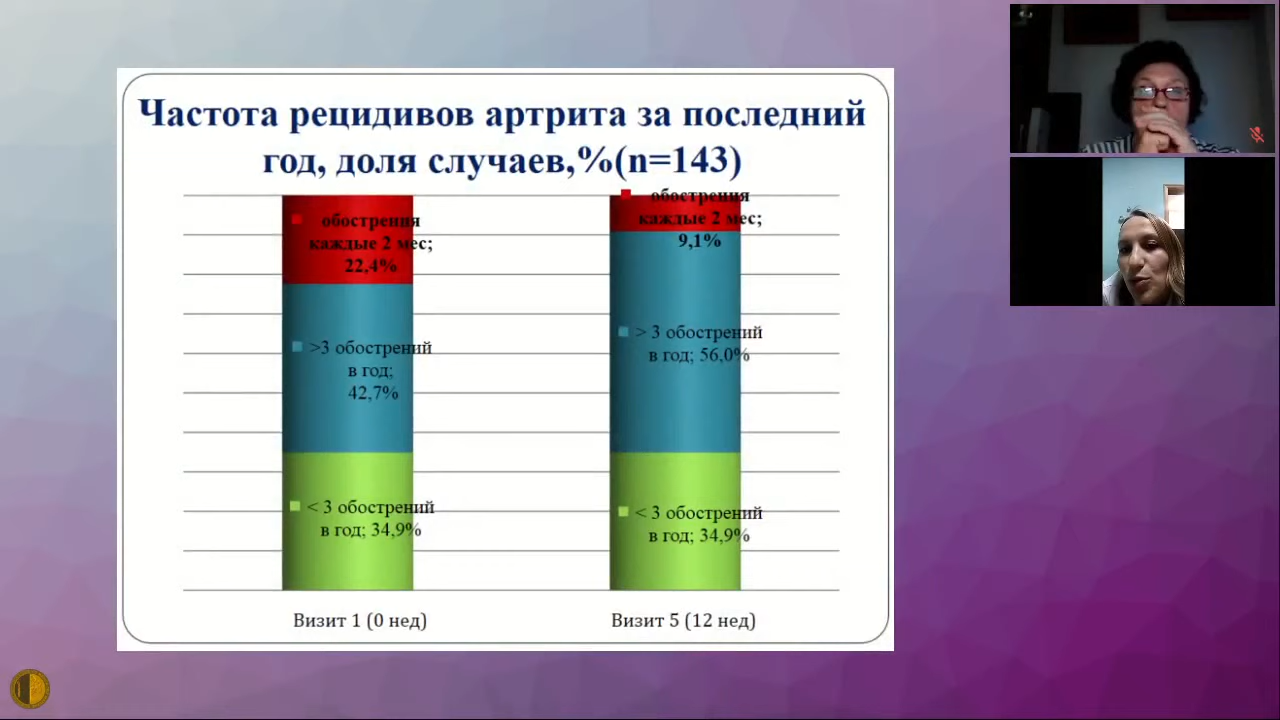 Частота рецидивов артрита за последний
год, доля случаев,%(n=143)
обострения
каждые 2 мес;
22,4%
>3 обострений
в год;
42,7%
< 3 обострений
в год; 34,9%
обострения
каждые 2 мес;
9,1%
> 3 обострений
в год; 56,0%
< 3 обострений
в год; 34,9%
Визит 1 (0 нед)
Визит 5 (12 нед)